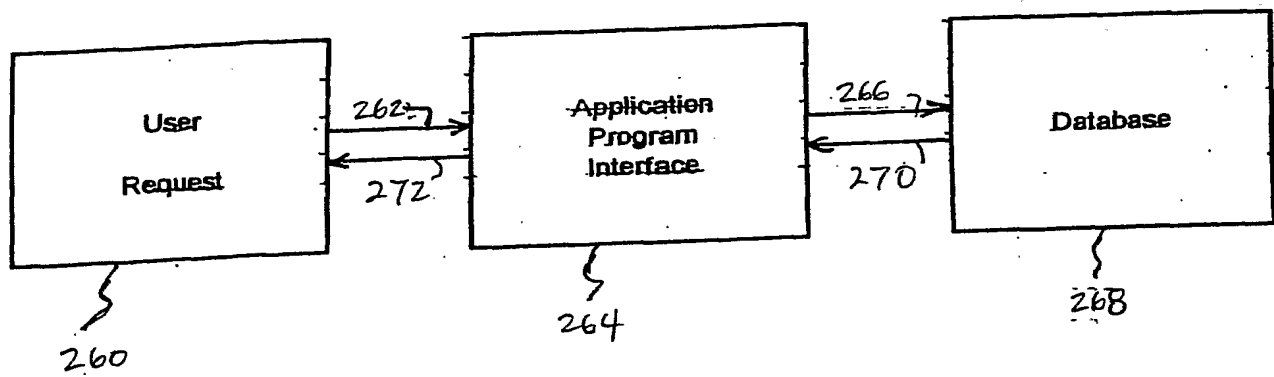 User
Request
262
272
Application
Program
Interface
266
270
Database
260
264
268